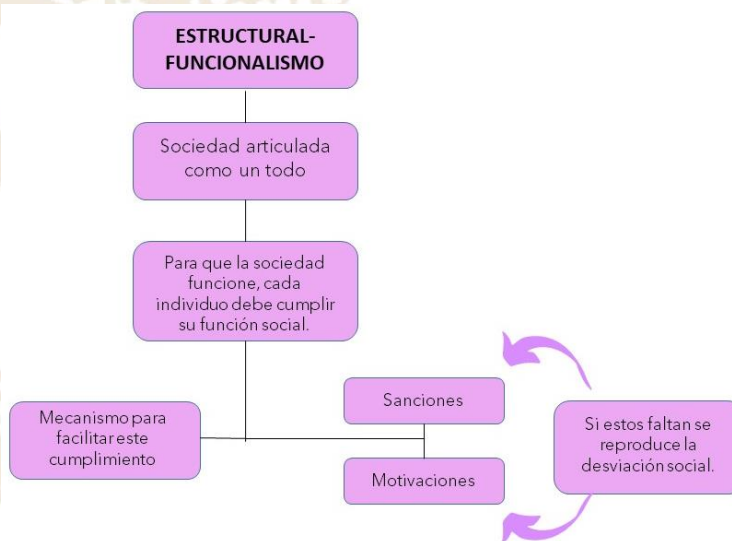 ESTRUCTURAL-
FUNCIONALISMO
Sociedad articulada
como un todo
Para que la sociedad
funcione, cada
individuo debe cumplir
su función social.
Mecanismo para
facilitar este
cumplimiento
Sanciones
Motivaciones
Si estos faltan se
reproduce la
desviación social.